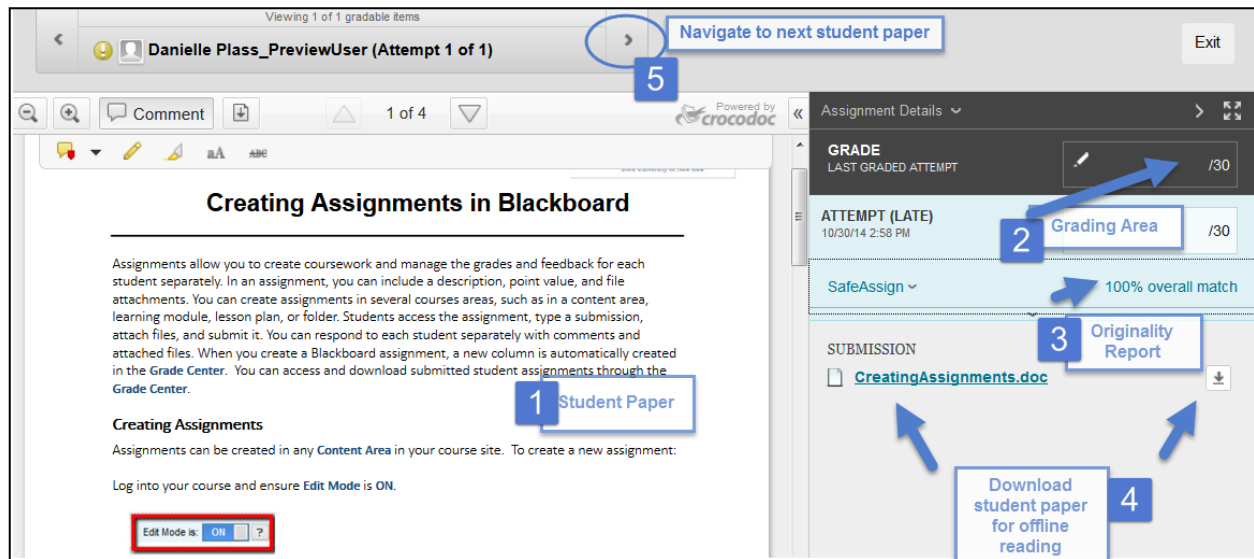 Viewing 1 of 1 gradable items
Danielle Plass_PreviewUser (Attempt 1 of 1)
5
Navigate to next student paper
Exit
Comment
1 of 4
Powered by
crocodoc
Assignment Details
aA
ABC
GRADE
LAST GRADED ATTEMPT
/30
Creating Assignments in Blackboard
ATTEMPT (LATE)
10/30/14 2:58 PM
2
Grading Area
/30
SafeAssign
100% overall match
3
Originality
Report
SUBMISSION
CreatingAssignments.doc
Download
student paper
for offline
reading
4
Assignments allow you to create coursework and manage the grades and feedback for each
student separately. In an assignment, you can include a description, point value, and file
attachments. You can create assignments in several courses areas, such as in a content area,
learning module, lesson plan, or folder. Students access the assignment, type a submission,
attach files, and submit it. You can respond to each student separately with comments and
attached files. When you create a Blackboard assignment, a new column is automatically created
in the Grade Center. You can access and download submitted student assignments through the
Grade Center.
1
Student Paper
Creating Assignments
Assignments can be created in any Content Area in your course site. To create a new assignment:
Log into your course and ensure Edit Mode is ON.
Edit Mode is: ON ?